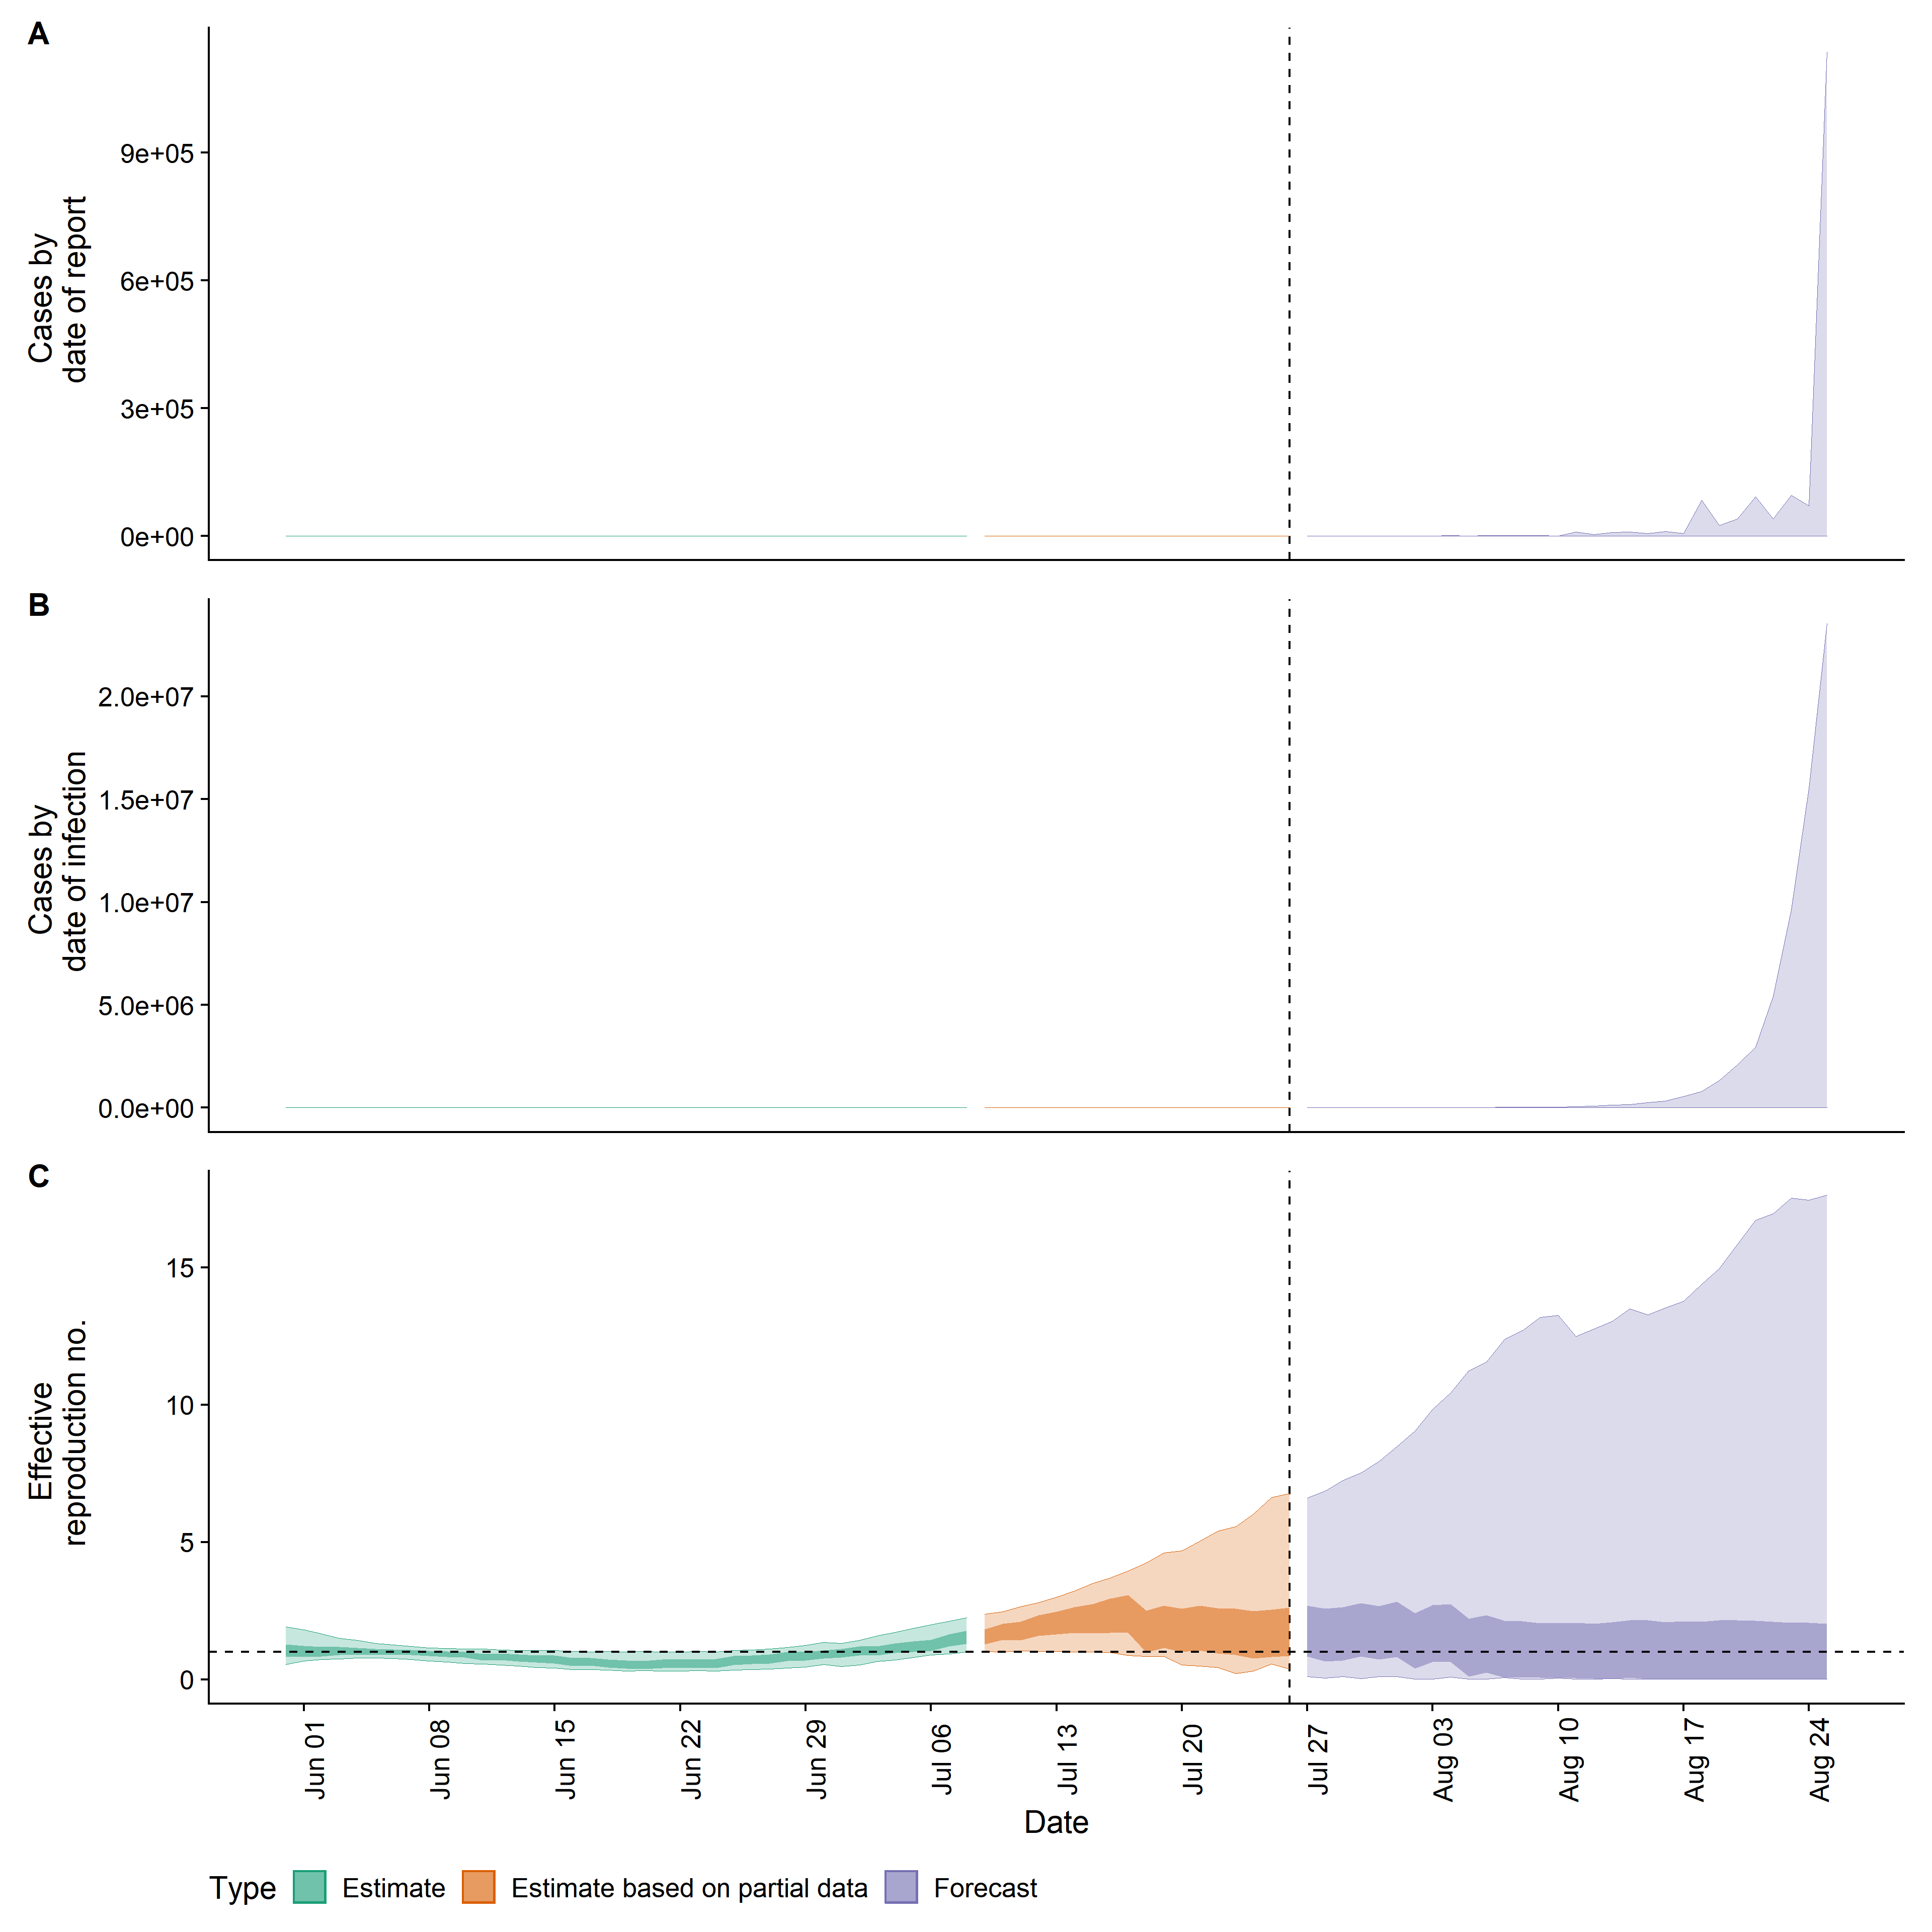 A
Cases by
date of report
9e+05
6e+05
3e+05
0e+00
B
Cases by
date of infection
2.0e+07
1.5e+07
1.0e+07
5.0e+06
0.0e+00
C
Effective
reproduction no.
15
10
5
0
Jun 01
Jun 08
Jun 15
Jun 22
Jun 29
Jul 06
Jul 13
Jul 20
Jul 27
Aug 03
Aug 10
Aug 17
Aug 24
Date
Type Estimate Estimate based on partial data Forecast